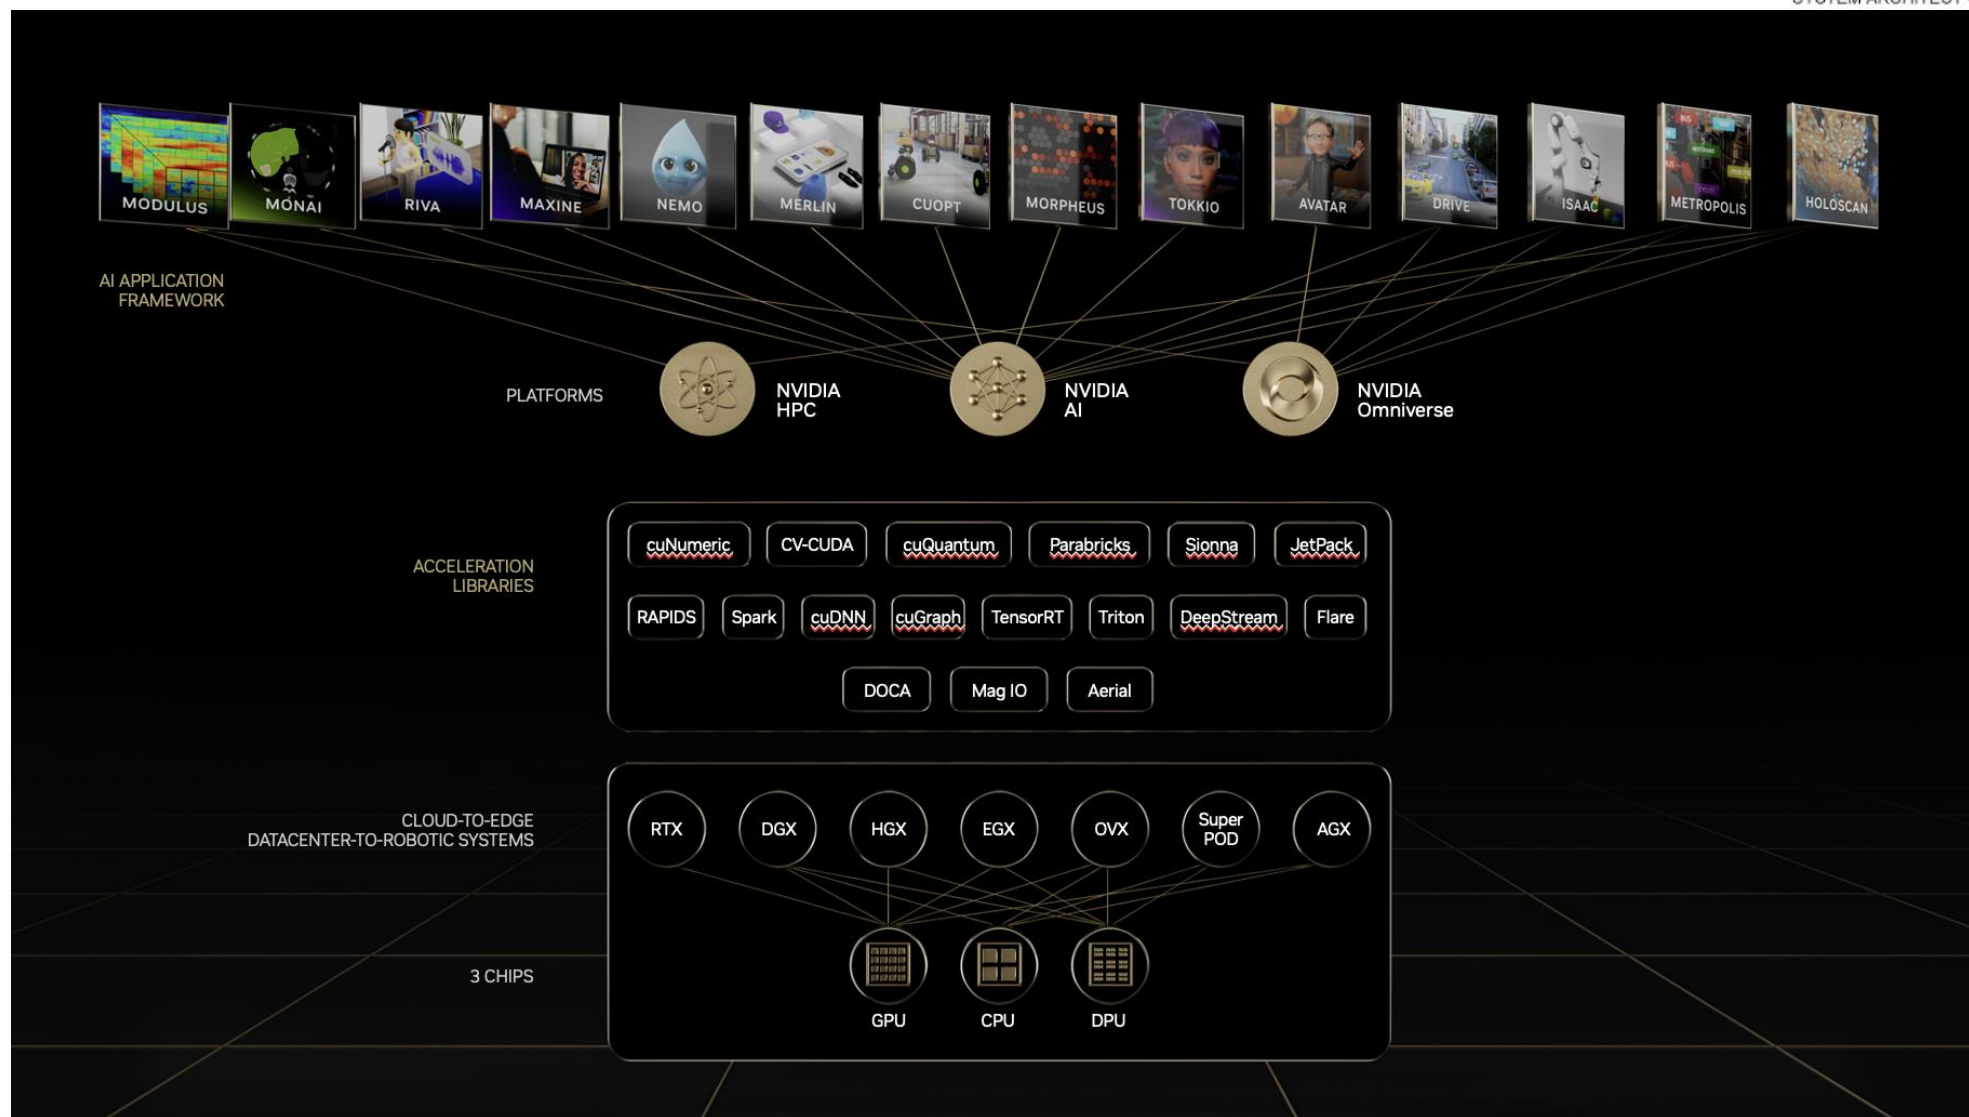 MODULUS
MONAI
RIVA
MAXINE
NEMO
MERLIN
CUOPT
MORPHEUS
TOKKIO
AVATAR
DRIVE
ISAAC
METROPOLIS
HOLOSCAN
AI APPLICATION
FRAMEWORK
PLATFORMS
NVIDIA
HPC
NVIDIA
AI
NVIDIA
Omniverse
ACCELERATION
LIBRARIES
cuNumeric
CV-CUDA
cuQuantum
Parabricks
Sionna
JetPack
RAPIDS
Spark
cuDNN
cuGraph
TensorRT
Triton
DeepStream
Flare
DOCA
Mag IO
Aerial
CLOUD-TO-EDGE
DATACENTER-TO-ROBOTIC SYSTEMS
RTX
DGX
HGX
EGX
OVX
Super
POD
AGX
3 CHIPS
GPU
CPU
DPU